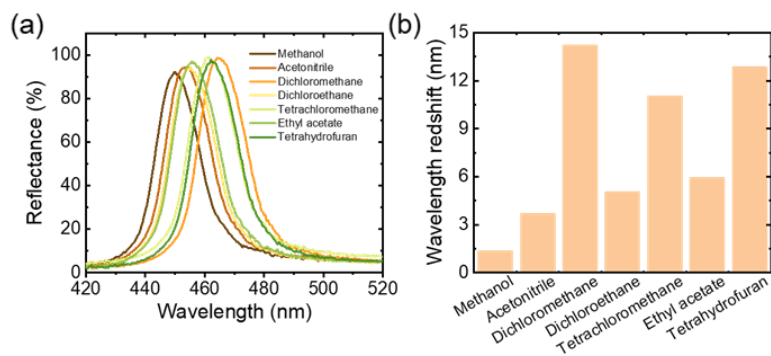 (a)
Reflectance (%)
100
80
60
40
20
0
Methanol
Acetonitrile
Dichloromethane
Dichloroethane
Tetrachloromethane
Ethyl acetate
Tetrahydrofuran
420
440
460
480
500
520
Wavelength (nm)
(b)
Wavelength redshift (nm)
15
12
9
6
3
0
Methanol
Acetonitrile
Dichloromethane
Dichloroethane
Tetrachloromethane
Ethyl acetate
Tetrahydrofuran